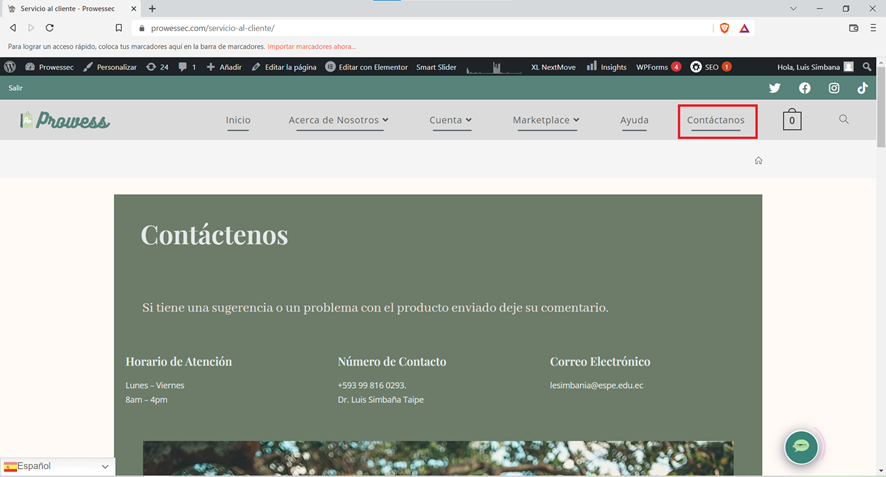 Servicio al cliente - Prowessec
prowessec.com/servicio-al-cliente/
Para lograr un acceso rápido, coloca tus marcadores aquí en la barra de marcadores. Importar marcadores ahora...
Prowessec Personalizar 24 1 Añadir Editar la página Editar con Elementor Smart Slider XL NextMove Insights WPForms 4 SEO 1 Hola, Luis Simbana
Salir
Prowess Inicio Acerca de Nosotros Cuenta Marketplace Ayuda Contáctanos 0
Contáctenos
Si tiene una sugerencia o un problema con el producto enviado deje su comentario.
Horario de Atención Número de Contacto Correo Electrónico
Lunes – Viernes +593 99 816 0293. lesimbania@espe.edu.ec
8am – 4pm Dr. Luis Simbaña Taipe
Español